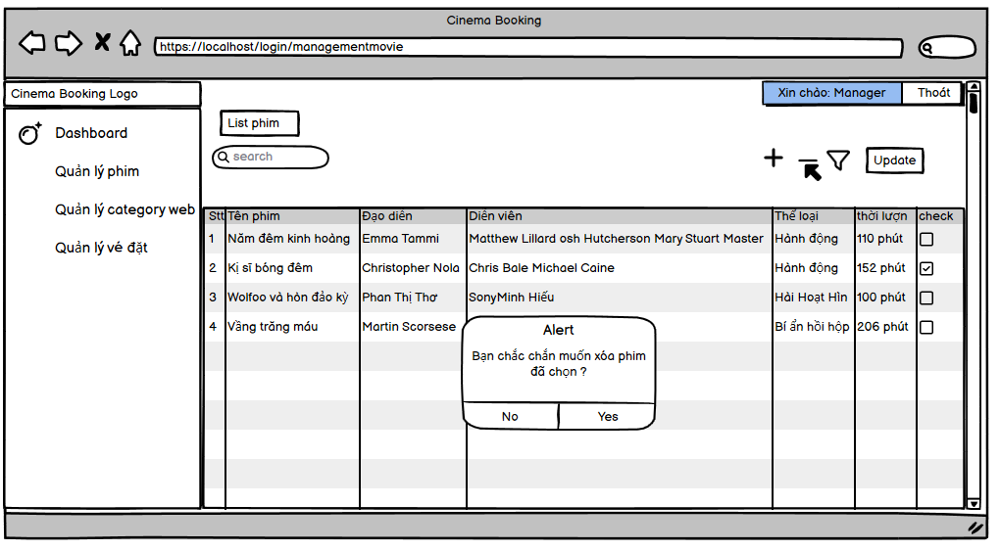 Cinema Booking
https://localhost/login/managementmovie
Cinema Booking Logo
Xin chào: Manager
Thoát
Dashboard
Quản lý phim
Quản lý category web
Quản lý vé đặt
List phim
search
Update
Stt Tên phim Đạo diễn Diễn viên Thể loại thời lượn check
1 Năm đêm kinh hoàng Emma Tammi Matthew Lillard osh Hutcherson Mary Stuart Master Hành động 110 phút
2 Kị sĩ bóng đêm Christopher Nola Chris Bale Michael Caine Hành động 152 phút
3 Wolfoo và hòn đảo kỳ Phan Thị Thơ SonyMinh Hiếu Hài Hoạt Hìn 100 phút
4 Vầng trăng máu Martin Scorsese Bí ẩn hồi hộp 206 phút
Alert
Bạn chắc chắn muốn xóa phim
đã chọn ?
No
Yes